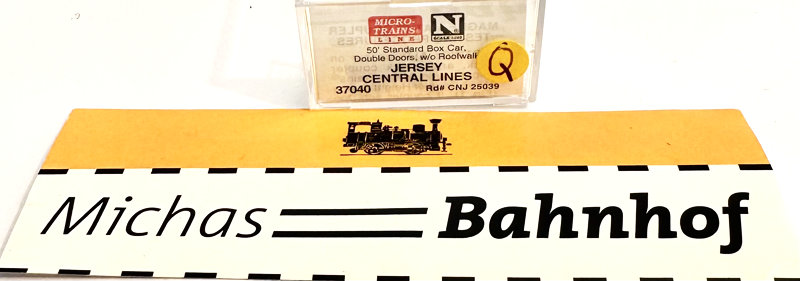 MICRO-
TRAINS
LINE
N
SCALE
50' Standard Box Car,
Double Doors, w/o Roofwalk
JERSEY
CENTRAL LINES
37040 Rd# CNJ 25039
Q
Michas Bahnhof